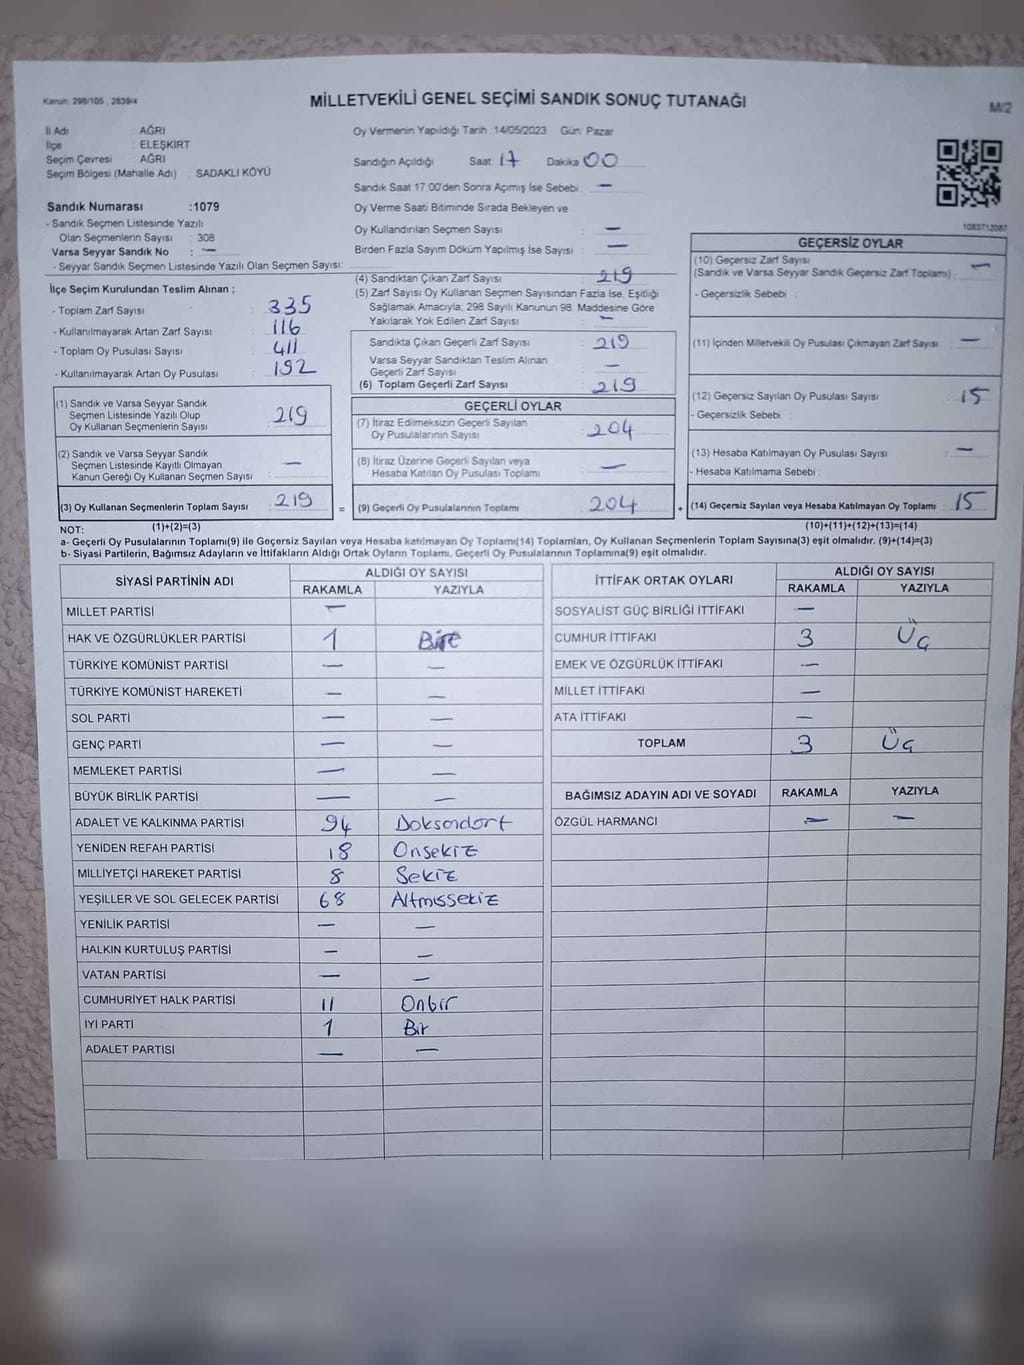 Kanun: 298/105 , 2839/4
MİLLETVEKİLİ GENEL SEÇİMİ SANDIK SONUÇ TUTANAĞI
M/2
İl Adı : AĞRI
İlçe : ELEŞKİRT
Seçim Çevresi : AĞRI
Seçim Bölgesi (Mahalle Adı) : SADAKLI KÖYÜ
Sandık Numarası :1079
- Sandık Seçmen Listesinde Yazılı
Olan Seçmenlerin Sayısı : 308
Varsa Seyyar Sandık No : —
- Seyyar Sandık Seçmen Listesinde Yazılı Olan Seçmen Sayısı:
Oy Vermenin Yapıldığı Tarih :14/05/2023 Gün: Pazar
Sandığın Açıldığı Saat: 17 Dakika 00
Sandık Saat 17:00'den Sonra Açımış İse Sebebi : —
Oy Verme Saati Bitiminde Sırada Bekleyen ve
Oy Kullandırılan Seçmen Sayısı : —
Birden Fazla Sayım Döküm Yapılmış İse Sayısı : —
1083712087
İlçe Seçim Kurulundan Teslim Alınan ;
- Toplam Zarf Sayısı : 335
- Kullanılmayarak Artan Zarf Sayısı : 116
- Toplam Oy Pusulası Sayısı : 411
- Kullanılmayarak Artan Oy Pusulası : 192
(1) Sandık ve Varsa Seyyar Sandık
Seçmen Listesinde Yazılı Olup
Oy Kullanan Seçmenlerin Sayısı : 219
(2) Sandık ve Varsa Seyyar Sandık
Seçmen Listesinde Kayıtlı Olmayan
Kanun Gereği Oy Kullanan Seçmen Sayısı : —
(3) Oy Kullanan Seçmenlerin Toplam Sayısı : 219 =
(4) Sandıktan Çıkan Zarf Sayısı : 219
(5) Zarf Sayısı Oy Kullanan Seçmen Sayısından Fazla İse, Eşitliği
Sağlamak Amacıyla; 298 Sayılı Kanunun 98. Maddesine Göre
Yakılarak Yok Edilen Zarf Sayısı : —
Sandıkta Çıkan Geçerli Zarf Sayısı : 219
Varsa Seyyar Sandıktan Teslim Alınan
Geçerli Zarf Sayısı : —
(6) Toplam Geçerli Zarf Sayısı : 219
GEÇERLİ OYLAR
(7) İtiraz Edilmeksizin Geçerli Sayılan
Oy Pusulalarının Sayısı : 204
(8) İtiraz Üzerine Geçerli Sayılan veya
Hesaba Katılan Oy Pusulası Toplamı : —
(9) Geçerli Oy Pusulalarının Toplamı : 204 +
GEÇERSİZ OYLAR
(10) Geçersiz Zarf Sayısı
(Sandık ve Varsa Seyyar Sandık Geçersiz Zarf Toplamı) : —
- Geçersizlik Sebebi :
(11) İçinden Milletvekili Oy Pusulası Çıkmayan Zarf Sayısı : —
(12) Geçersiz Sayılan Oy Pusulası Sayısı : 15
- Geçersizlik Sebebi :
(13) Hesaba Katılmayan Oy Pusulası Sayısı : —
- Hesaba Katılmama Sebebi :
(14) Geçersiz Sayılan veya Hesaba Katılmayan Oy Toplamı : 15
NOT: (1)+(2)=(3) (10)+(11)+(12)+(13)=(14)
a- Geçerli Oy Pusulalarının Toplamı(9) ile Geçersiz Sayılan veya Hesaba katılmayan Oy Toplamı(14) Toplamları, Oy Kullanan Seçmenlerin Toplam Sayısına(3) eşit olmalıdır. (9)+(14)=(3)
b- Siyasi Partilerin, Bağımsız Adayların ve İttifakların Aldığı Ortak Oyların Toplamı, Geçerli Oy Pusulalarının Toplamına(9) eşit olmalıdır.
SİYASİ PARTİNİN ADI ALDIĞI OY SAYISI
RAKAMLA YAZIYLA
MİLLET PARTİSİ —
HAK VE ÖZGÜRLÜKLER PARTİSİ 1 Bir
TÜRKİYE KOMÜNİST PARTİSİ — —
TÜRKİYE KOMÜNİST HAREKETİ — —
SOL PARTİ — —
GENÇ PARTİ — —
MEMLEKET PARTİSİ — —
BÜYÜK BİRLİK PARTİSİ — —
ADALET VE KALKINMA PARTİSİ 94 Doksandört
YENİDEN REFAH PARTİSİ 18 Onsekiz
MİLLİYETÇİ HAREKET PARTİSİ 8 Sekiz
YEŞİLLER VE SOL GELECEK PARTİSİ 68 Altmıssekiz
YENİLİK PARTİSİ — —
HALKIN KURTULUŞ PARTİSİ — —
VATAN PARTİSİ — —
CUMHURİYET HALK PARTİSİ 11 Onbir
İYİ PARTİ 1 Bir
ADALET PARTİSİ — —
İTTİFAK ORTAK OYLARI ALDIĞI OY SAYISI
RAKAMLA YAZIYLA
SOSYALİST GÜÇ BİRLİĞİ İTTİFAKI —
CUMHUR İTTİFAKI 3 Üç
EMEK VE ÖZGÜRLÜK İTTİFAKI —
MİLLET İTTİFAKI —
ATA İTTİFAKI —
TOPLAM 3 Üç
BAĞIMSIZ ADAYIN ADI VE SOYADI RAKAMLA YAZIYLA
ÖZGÜL HARMANCI — —